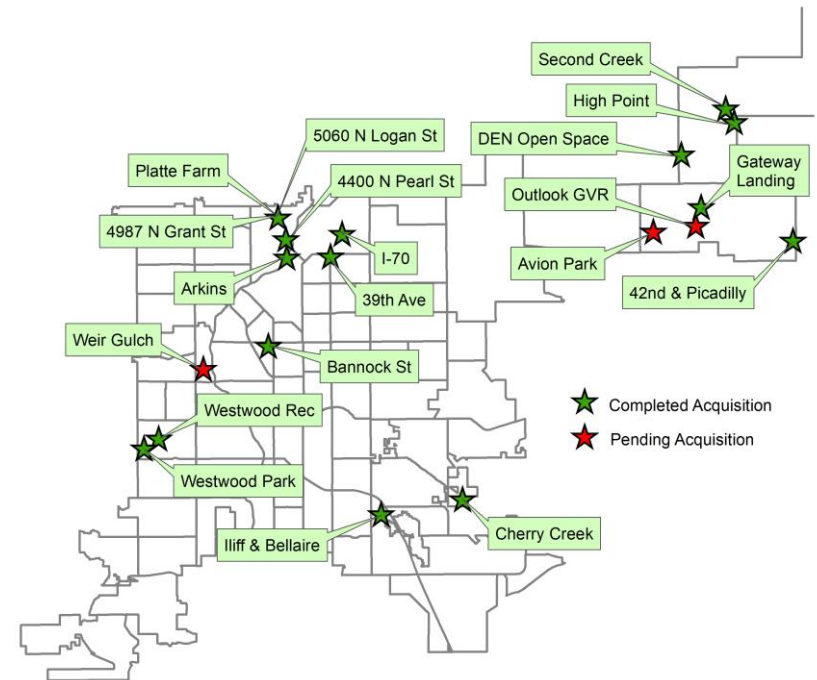 Second Creek
High Point
5060 N Logan St
DEN Open Space
Gateway
Landing
Platte Farm
4400 N Pearl St
Outlook GVR
4987 N Grant St
I-70
Avion Park
Arkins
39th Ave
42nd & Picadilly
Weir Gulch
Bannock St
Completed Acquisition
Westwood Rec
Pending Acquisition
Westwood Park
Iliff & Bellaire
Cherry Creek